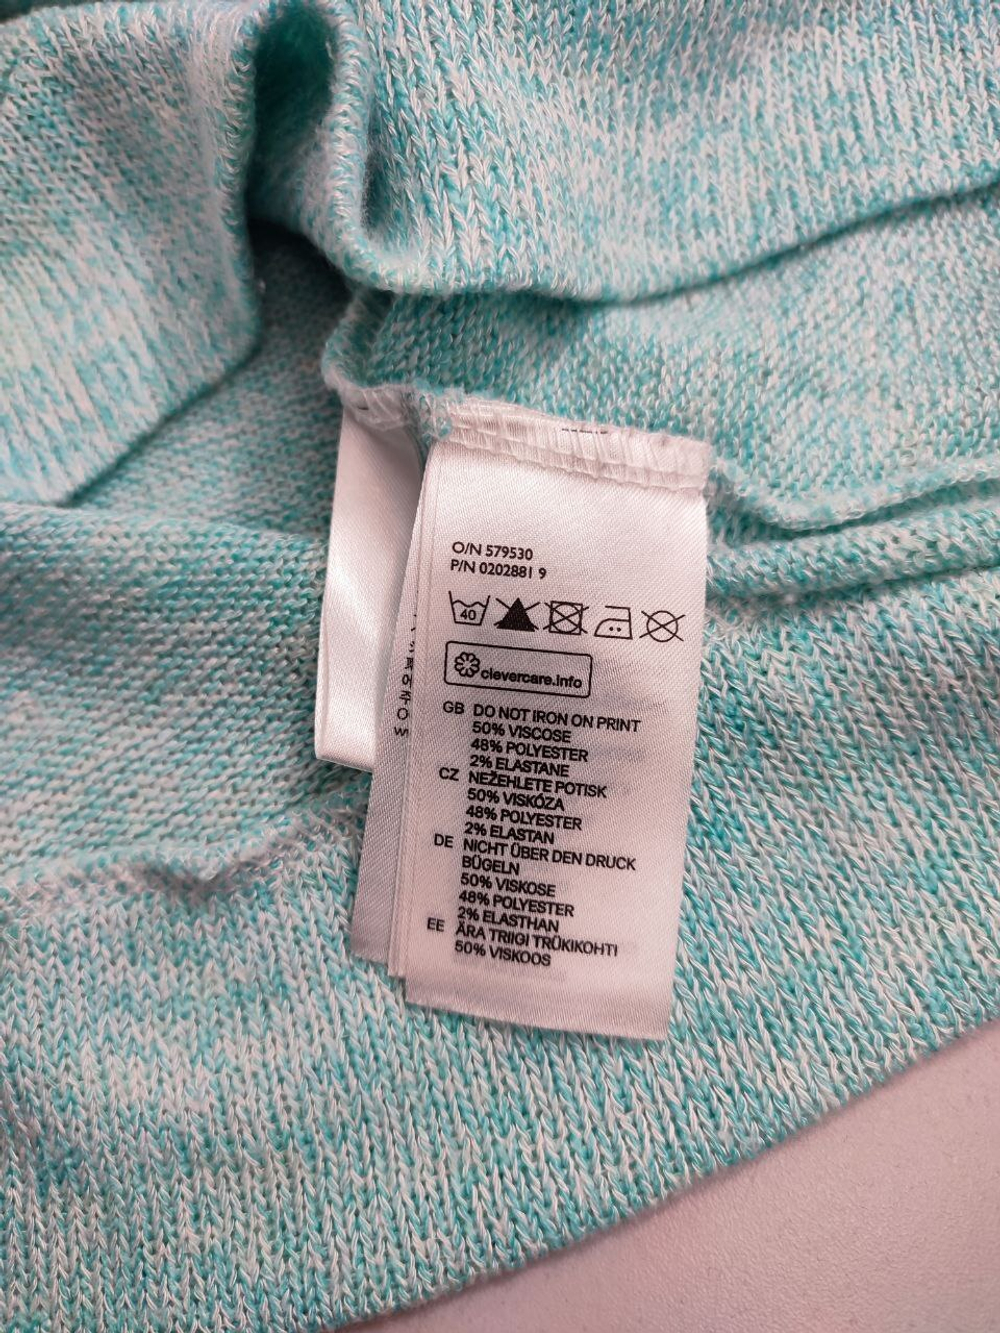 O/N 579530
P/N 0202881 9
40
clevercare.info
GB DO NOT IRON ON PRINT
50% VISCOSE
48% POLYESTER
2% ELASTANE
CZ NEŽEHLETE POTISK
50% VISKÓZA
48% POLYESTER
2% ELASTAN
DE NICHT ÜBER DEN DRUCK
BÜGELN
50% VISKOSE
48% POLYESTER
2% ELASTHAN
EE ÄRA TRIIGI TRÜKIKOHTI
50% VISKOOS